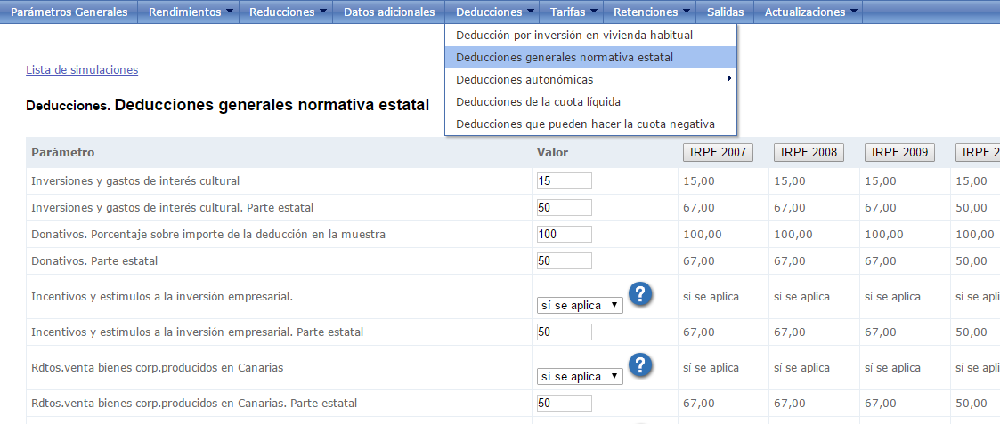 Parámetros Generales Rendimientos Reducciones Datos adicionales Deducciones Tarifas Retenciones Salidas Actualizaciones
Deducción por inversión en vivienda habitual
Deducciones generales normativa estatal
Deducciones autonómicas
Deducciones de la cuota líquida
Deducciones que pueden hacer la cuota negativa
Lista de simulaciones
Deducciones. Deducciones generales normativa estatal
Parámetro Valor IRPF 2007 IRPF 2008 IRPF 2009 IRPF 2
Inversiones y gastos de interés cultural 15 15,00 15,00 15,00 15,00
Inversiones y gastos de interés cultural. Parte estatal 50 67,00 67,00 67,00 50,00
Donativos. Porcentaje sobre importe de la deducción en la muestra 100 100,00 100,00 100,00 100,00
Donativos. Parte estatal 50 67,00 67,00 67,00 50,00
Incentivos y estímulos a la inversión empresarial. sí se aplica ? sí se aplica sí se aplica sí se aplica sí se a
Incentivos y estímulos a la inversión empresarial. Parte estatal 50 67,00 67,00 67,00 50,00
Rdtos.venta bienes corp.producidos en Canarias sí se aplica ? sí se aplica sí se aplica sí se aplica sí se a
Rdtos.venta bienes corp.producidos en Canarias. Parte estatal 50 67,00 67,00 67,00 50,00